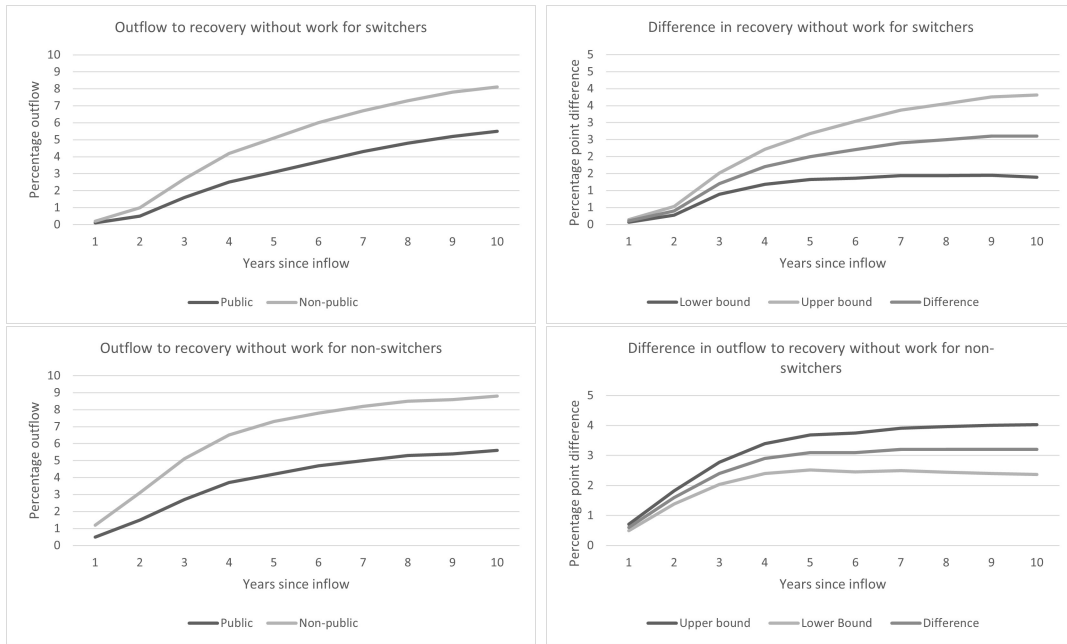 Outflow to recovery without work for switchers
Percentage outflow
10
9
8
7
6
5
4
3
2
1
0
1 2 3 4 5 6 7 8 9 10
Years since inflow
Public Non-public
Difference in recovery without work for switchers
Percentage point difference
5
5
4
4
3
3
2
2
1
1
0
1 2 3 4 5 6 7 8 9 10
Years since inflow
Lower bound Upper bound Difference
Outflow to recovery without work for non-switchers
Percentage outflow
10
9
8
7
6
5
4
3
2
1
0
1 2 3 4 5 6 7 8 9 10
Years since inflow
Public Non-public
Difference in outflow to recovery without work for non-
switchers
Percentage point difference
5
4
3
2
1
0
1 2 3 4 5 6 7 8 9 10
Years since inflow
Upper bound Lower Bound Difference